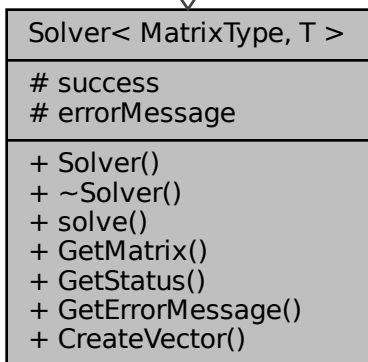 Solver< MatrixType, T >
# success
# errorMessage
+ Solver()
+ ~Solver()
+ solve()
+ GetMatrix()
+ GetStatus()
+ GetErrorMessage()
+ CreateVector()